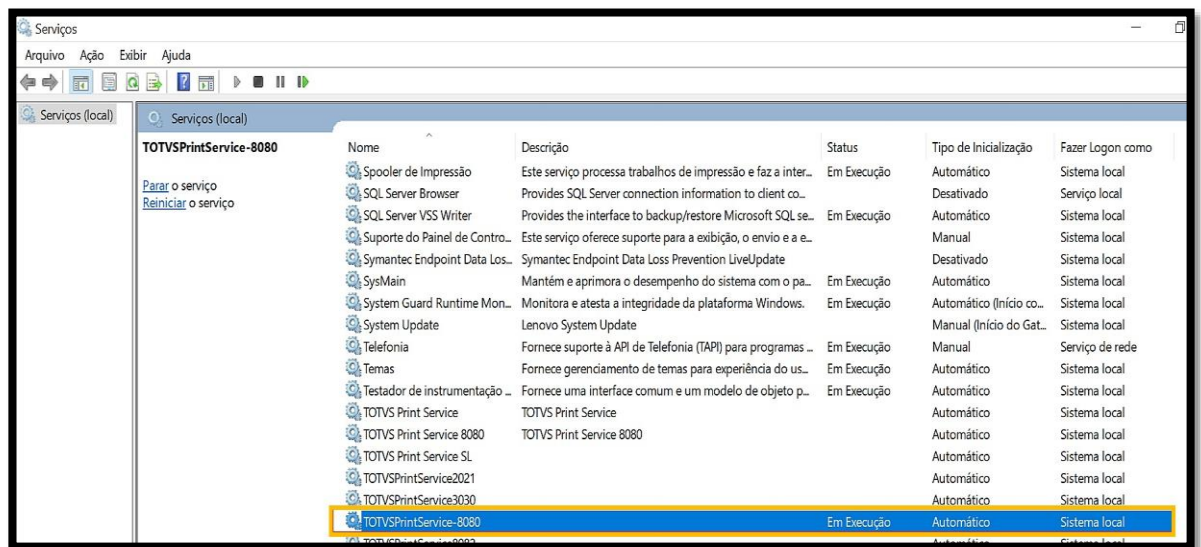 Serviços
Arquivo Ação Exibir Ajuda
Serviços (local)
Serviços (local)
TOTVSPrintService-8080
Parar o serviço
Reiniciar o serviço
Nome Descrição Status Tipo de Inicialização Fazer Logon como
Spooler de Impressão Este serviço processa trabalhos de impressão e faz a inter... Em Execução Automático Sistema local
SQL Server Browser Provides SQL Server connection information to client co... Desativado Serviço local
SQL Server VSS Writer Provides the interface to backup/restore Microsoft SQL se... Em Execução Automático Sistema local
Suporte do Painel de Contro... Este serviço oferece suporte para a exibição, o envio e a e... Manual Sistema local
Symantec Endpoint Data Los... Symantec Endpoint Data Loss Prevention LiveUpdate Desativado Sistema local
SysMain Mantém e aprimora o desempenho do sistema com o pa... Em Execução Automático Sistema local
System Guard Runtime Mon... Monitora e atesta a integridade da plataforma Windows. Em Execução Automático (Início co... Sistema local
System Update Lenovo System Update Manual (Início do Gat... Sistema local
Telefonia Fornece suporte à API de Telefonia (TAPI) para programas ... Em Execução Manual Serviço de rede
Temas Fornece gerenciamento de temas para experiência do us... Em Execução Automático Sistema local
Testador de instrumentação ... Fornece uma interface comum e um modelo de objeto p... Em Execução Automático Sistema local
TOTVS Print Service TOTVS Print Service Automático Sistema local
TOTVS Print Service 8080 TOTVS Print Service 8080 Automático Sistema local
TOTVS Print Service SL Automático Sistema local
TOTVSPrintService2021 Automático Sistema local
TOTVSPrintService3030 Automático Sistema local
TOTVSPrintService-8080 Em Execução Automático Sistema local